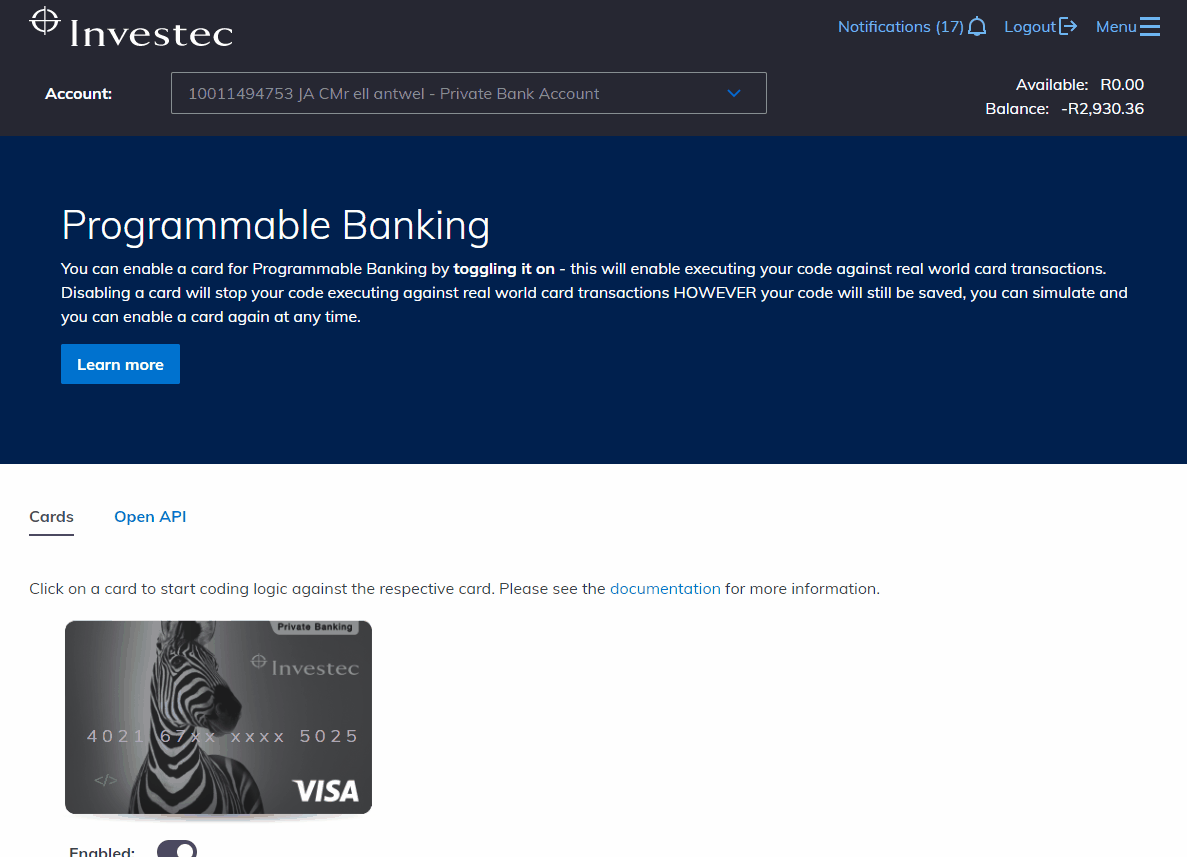 Investec
Notifications (17) Logout Menu
Account: 10011494753 JA CMr ell antwel - Private Bank Account
Available: R0.00
Balance: -R2,930.36
Programmable Banking
You can enable a card for Programmable Banking by toggling it on - this will enable executing your code against real world card transactions.
Disabling a card will stop your code executing against real world card transactions HOWEVER your code will still be saved, you can simulate and
you can enable a card again at any time.
Learn more
Cards Open API
Click on a card to start coding logic against the respective card. Please see the documentation for more information.
Private Banking
Investec
4021 67xx xxxx 5025
</>
VISA
Enabled: